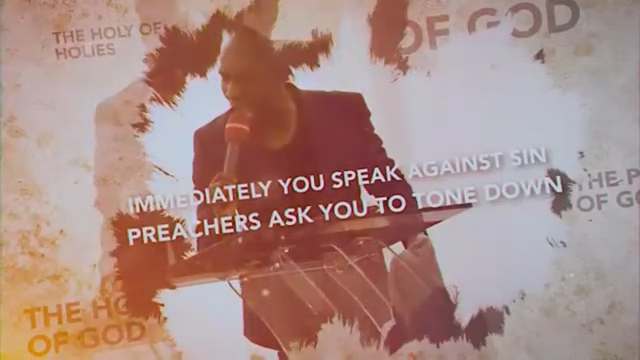 THE HOLY OF
HOLIES
OF GOD
IMMEDIATELY YOU SPEAK AGAINST SIN
PREACHERS ASK YOU TO TONE DOWN
THE P
OF GO
THE HO
OF GOD